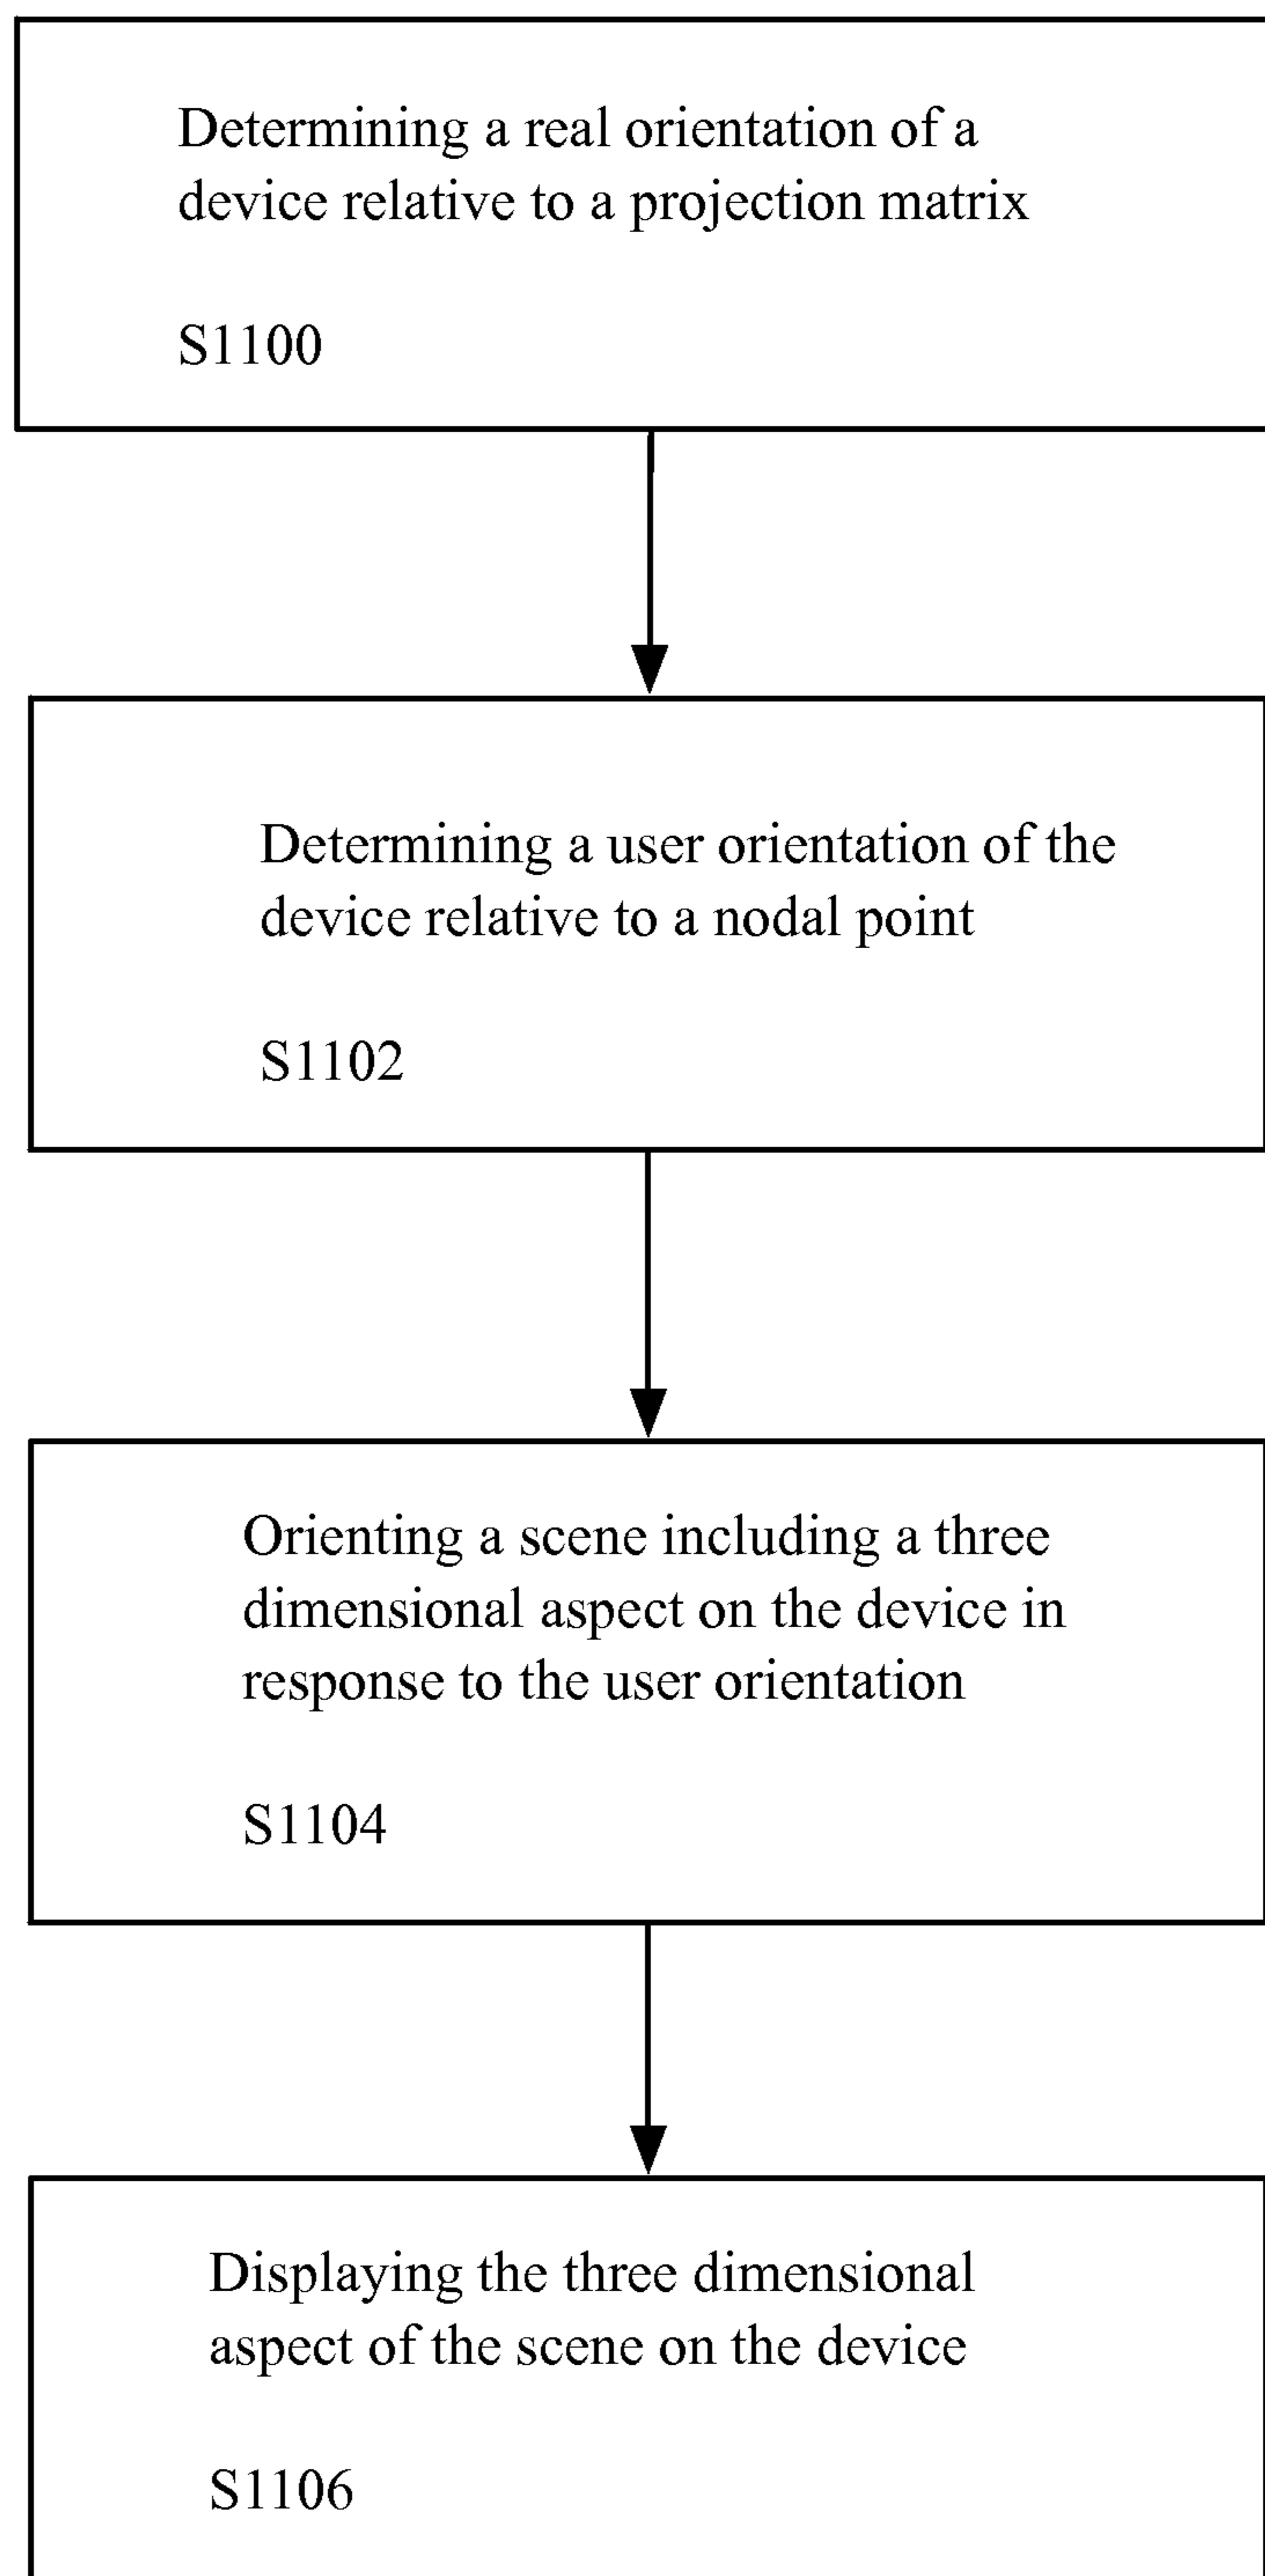 Determining a real orientation of a
device relative to a projection matrix
S1100
Determining a user orientation of the
device relative to a nodal point
S1102
Orienting a scene including a three
dimensional aspect on the device in
response to the user orientation
S1104
Displaying the three dimensional
aspect of the scene on the device
S1106